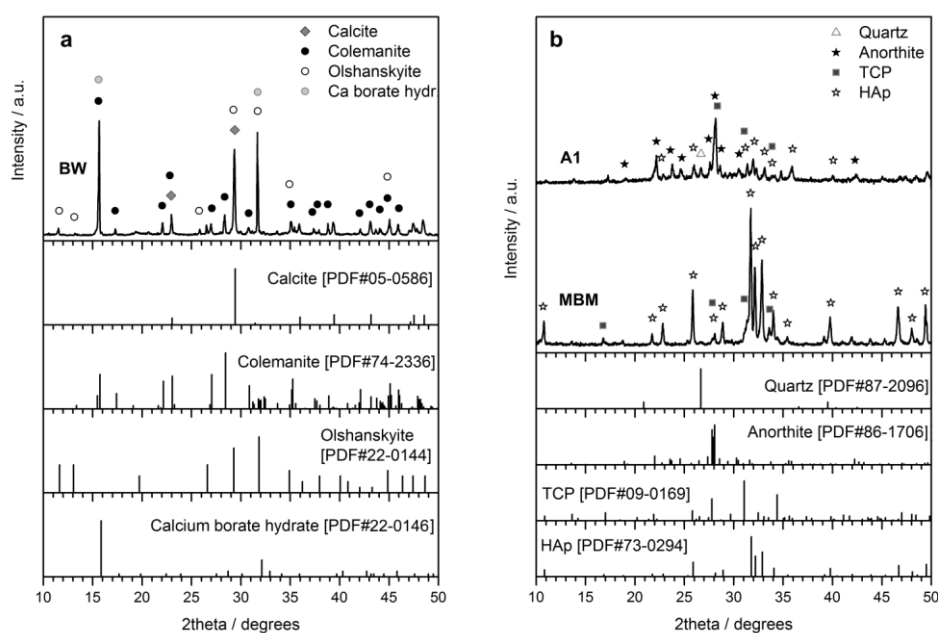 a
Calcite
Colemanite
Olshanskyite
Ca borate hydr.
BW
Calcite [PDF#05-0586]
Colemanite [PDF#74-2336]
Olshanskyite
[PDF#22-0144]
Calcium borate hydrate [PDF#22-0146]
Intensity / a.u.
Intensity / a.u.
10 15 20 25 30 35 40 45 50
2theta / degrees
b
Quartz
Anorthite
TCP
HAp
A1
MBM
Quartz [PDF#87-2096]
Anorthite [PDF#86-1706]
TCP [PDF#09-0169]
HAp [PDF#73-0294]
Intensity / a.u.
10 15 20 25 30 35 40 45 50
2theta / degrees